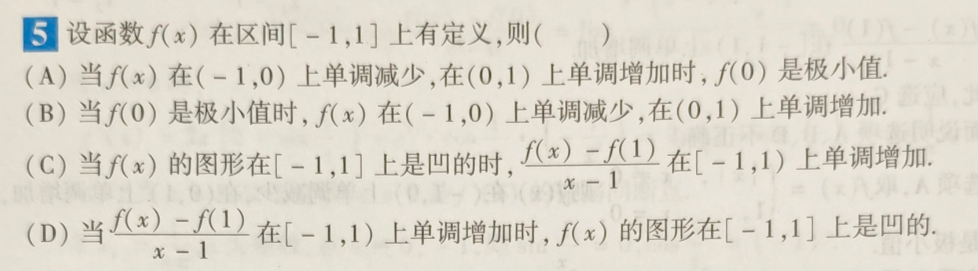 5 设函数f(x)在区间[-1,1]上有定义,则(  )
(A)当f(x)在(-1,0)上单调减少,在(0,1)上单调增加时,f(0)是极小值.
(B)当f(0)是极小值时,f(x)在(-1,0)上单调减少,在(0,1)上单调增加.
(C)当f(x)的图形在[-1,1]上是凹的时,\frac{f(x)-f(1)}{x-1}在[-1,1)上单调增加.
(D)当\frac{f(x)-f(1)}{x-1}在[-1,1)上单调增加时,f(x)的图形在[-1,1]上是凹的.